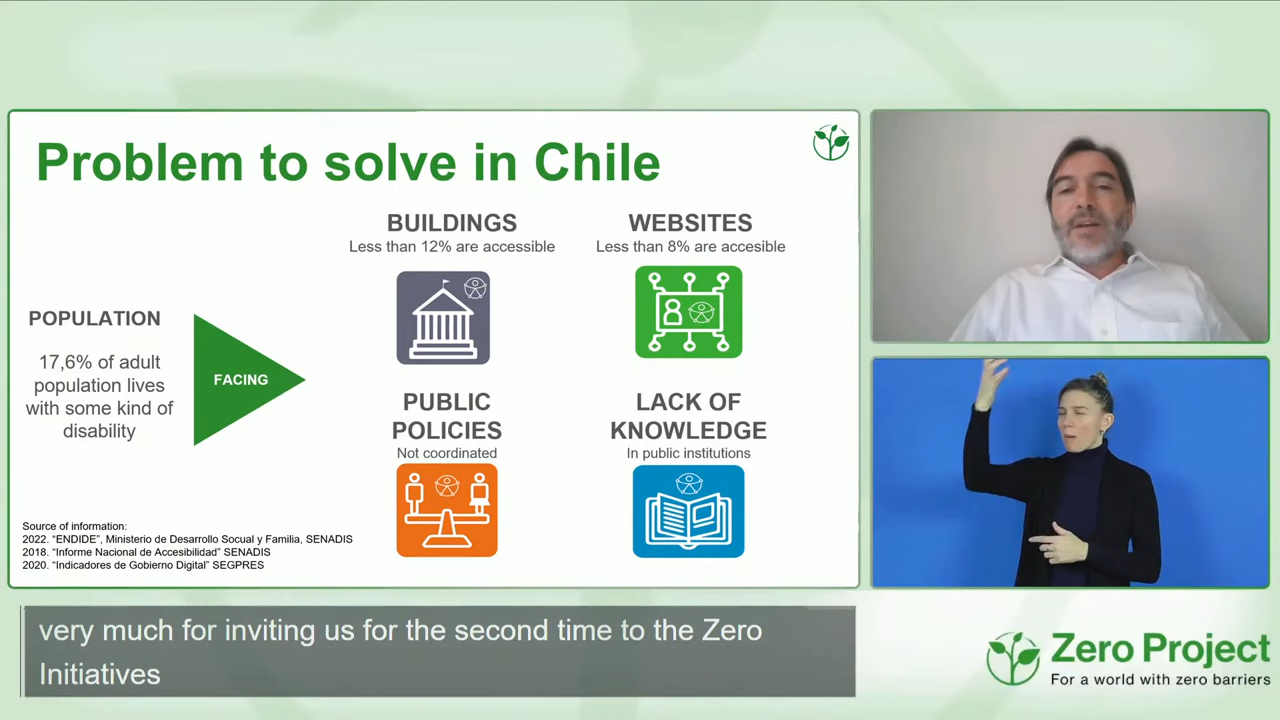 Problem to solve in Chile
BUILDINGS
Less than 12% are accessible
WEBSITES
Less than 8% are accesible
POPULATION
17,6% of adult
population lives
with some kind of
disability
FACING
PUBLIC
POLICIES
Not coordinated
LACK OF
KNOWLEDGE
In public institutions
Source of information:
2022. “ENDIDE”, Ministerio de Desarrollo Socual y Familia, SENADIS
2018. “Informe Nacional de Accesibilidad” SENADIS
2020. “Indicadores de Gobierno Digital” SEGPRES
very much for inviting us for the second time to the Zero
Initiatives
Zero Project
For a world with zero barriers